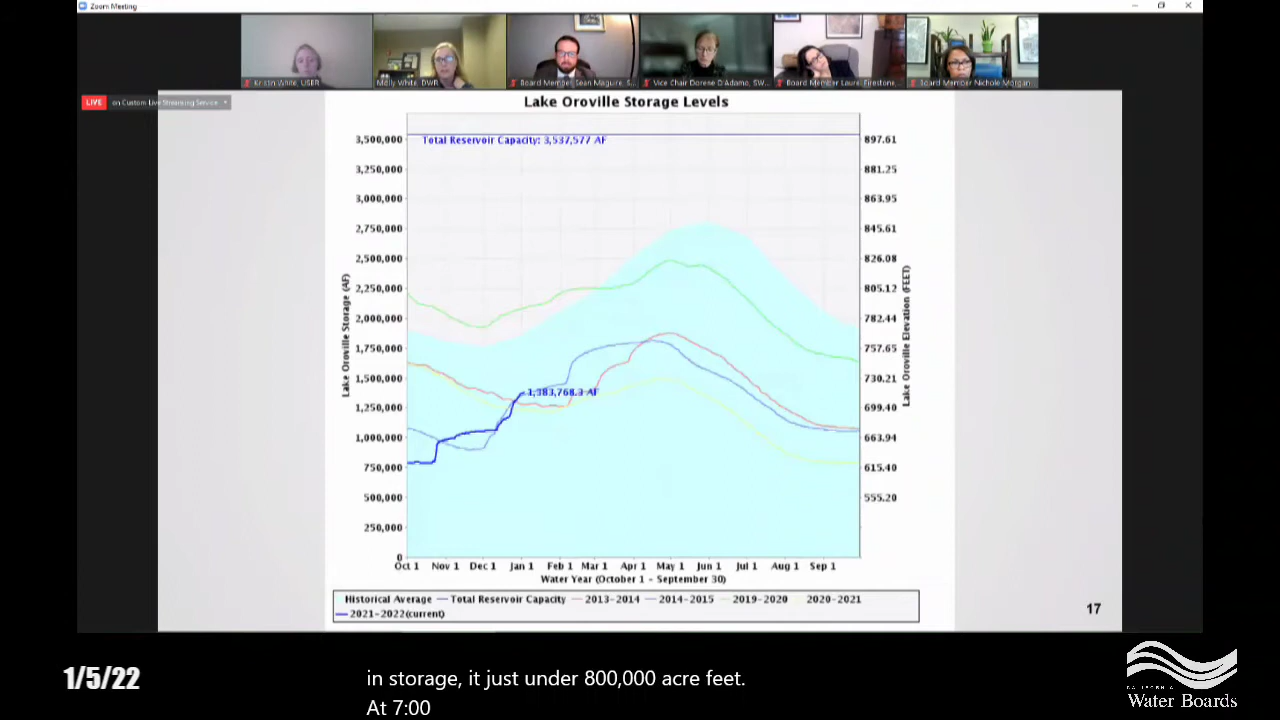 Zoom Meeting
Kristin White, USBR
Molly White, DWR
Board Member Sean Maguire, S...
Vice Chair Dorene D'Adamo, SW...
Board Member Laurel Firestone...
Board Member Nichole Morgan...
LIVE on Custom Live Streaming Service
Lake Oroville Storage Levels
Total Reservoir Capacity: 3,537,577 AF
3,500,000 897.61
3,250,000 881.25
3,000,000 863.95
2,750,000 845.61
2,500,000 826.08
2,250,000 805.12
2,000,000 782.44
1,750,000 757.65
1,500,000 730.21
1,383,768.3 AF
1,250,000 699.40
1,000,000 663.94
750,000 615.40
500,000 555.20
250,000
0
Lake Oroville Storage (AF)
Lake Oroville Elevation (FEET)
Oct 1 Nov 1 Dec 1 Jan 1 Feb 1 Mar 1 Apr 1 May 1 Jun 1 Jul 1 Aug 1 Sep 1
Water Year (October 1 - September 30)
Historical Average Total Reservoir Capacity 2013-2014 2014-2015 2019-2020 2020-2021
2021-2022(current)
17
1/5/22
in storage, it just under 800,000 acre feet.
At 7:00
CALIFORNIA
Water Boards